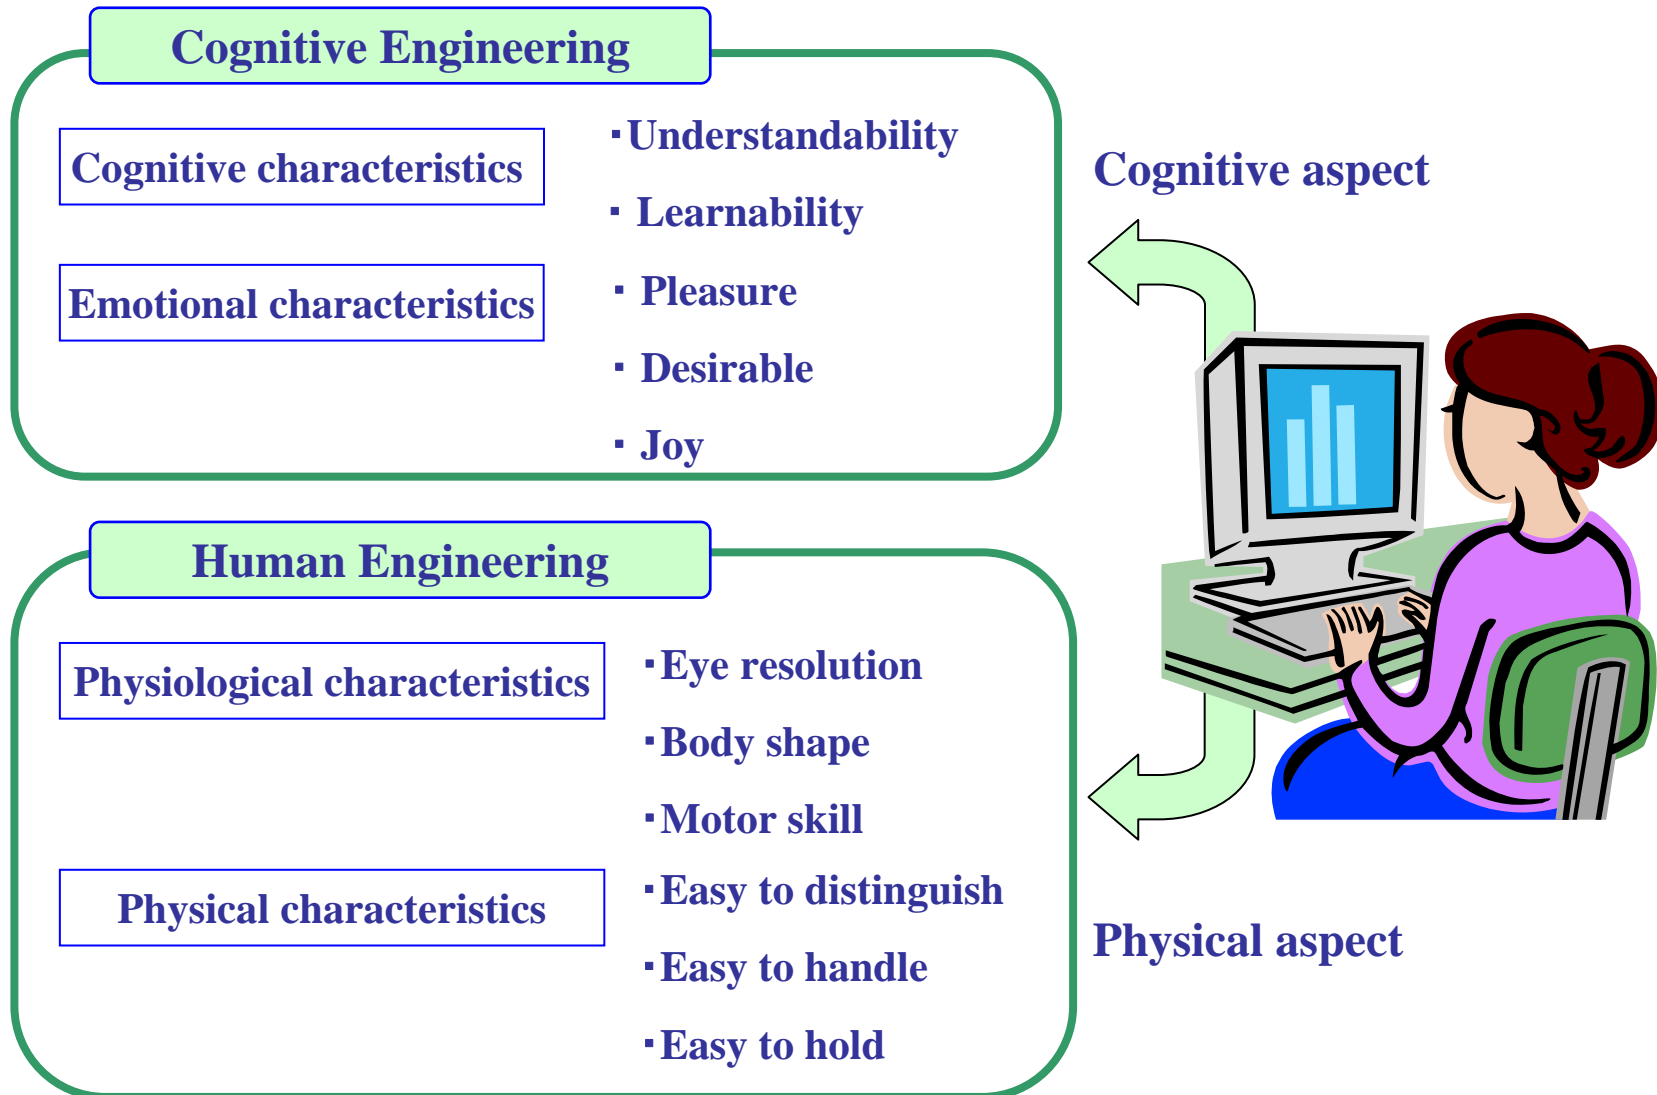 Cognitive Engineering
Cognitive characteristics
・Understandability
・ Learnability
Emotional characteristics
・ Pleasure
・ Desirable
・ Joy
Cognitive aspect
Human Engineering
Physiological characteristics
・Eye resolution
・Body shape
・Motor skill
Physical characteristics
・Easy to distinguish
・Easy to handle
・Easy to hold
Physical aspect